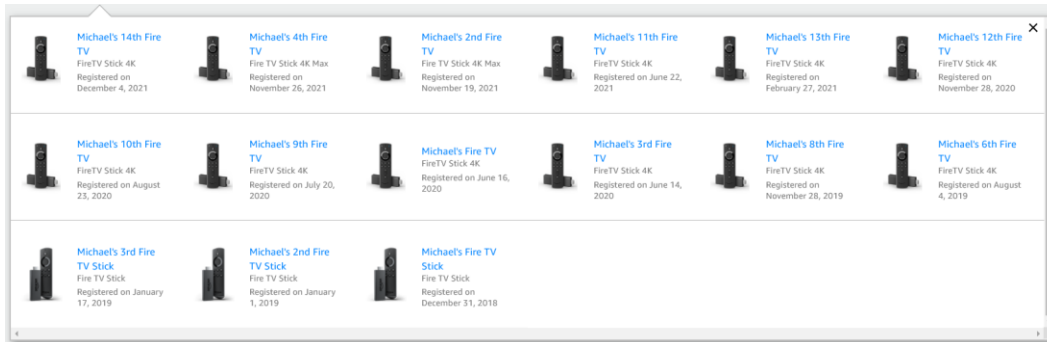 Michael's 14th Fire
TV
FireTV Stick 4K
Registered on
December 4, 2021
Michael's 4th Fire
TV
Fire TV Stick 4K Max
Registered on
November 26, 2021
Michael's 2nd Fire
TV
Fire TV Stick 4K Max
Registered on
November 19, 2021
Michael's 11th Fire
TV
FireTV Stick 4K
Registered on June 22,
2021
Michael's 13th Fire
TV
FireTV Stick 4K
Registered on
February 27, 2021
Michael's 12th Fire
TV
FireTV Stick 4K
Registered on
November 28, 2020
Michael's 10th Fire
TV
FireTV Stick 4K
Registered on August
23, 2020
Michael's 9th Fire
TV
FireTV Stick 4K
Registered on July 20,
2020
Michael's Fire TV
FireTV Stick 4K
Registered on June 16,
2020
Michael's 3rd Fire
TV
FireTV Stick 4K
Registered on June 14,
2020
Michael's 8th Fire
TV
FireTV Stick 4K
Registered on
November 28, 2019
Michael's 6th Fire
TV
FireTV Stick 4K
Registered on August
4, 2019
Michael's 3rd Fire
TV Stick
Fire TV Stick
Registered on January
17, 2019
Michael's 2nd Fire
TV Stick
Fire TV Stick
Registered on January
1, 2019
Michael's Fire TV
Stick
Fire TV Stick
Registered on
December 31, 2018